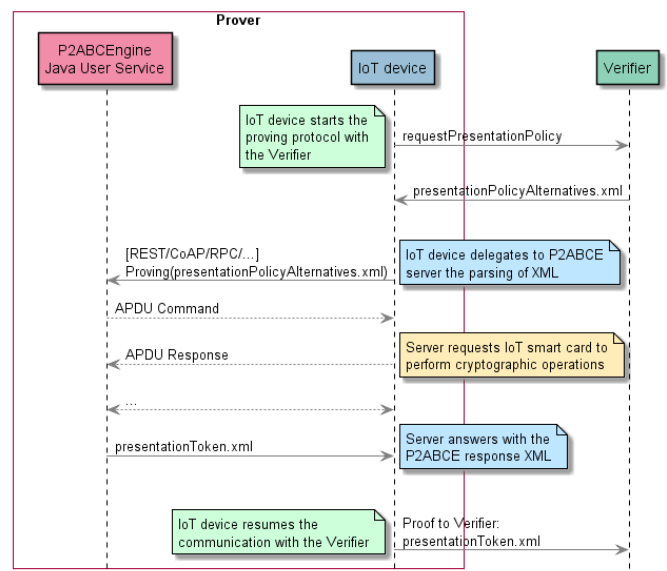 Prover
P2ABCEngine
Java User Service
IoT device
Verifier
IoT device starts the
proving protocol with
the Verifier
requestPresentationPolicy
presentationPolicyAlternatives.xml
[REST/CoAP/RPC/...]
Proving(presentationPolicyAlternatives.xml)
IoT device delegates to P2ABCE
server the parsing of XML
APDU Command
APDU Response
Server requests IoT smart card to
perform cryptographic operations
...
presentationToken.xml
Server answers with the
P2ABCE response XML
IoT device resumes the
communication with the Verifier
Proof to Verifier:
presentationToken.xml